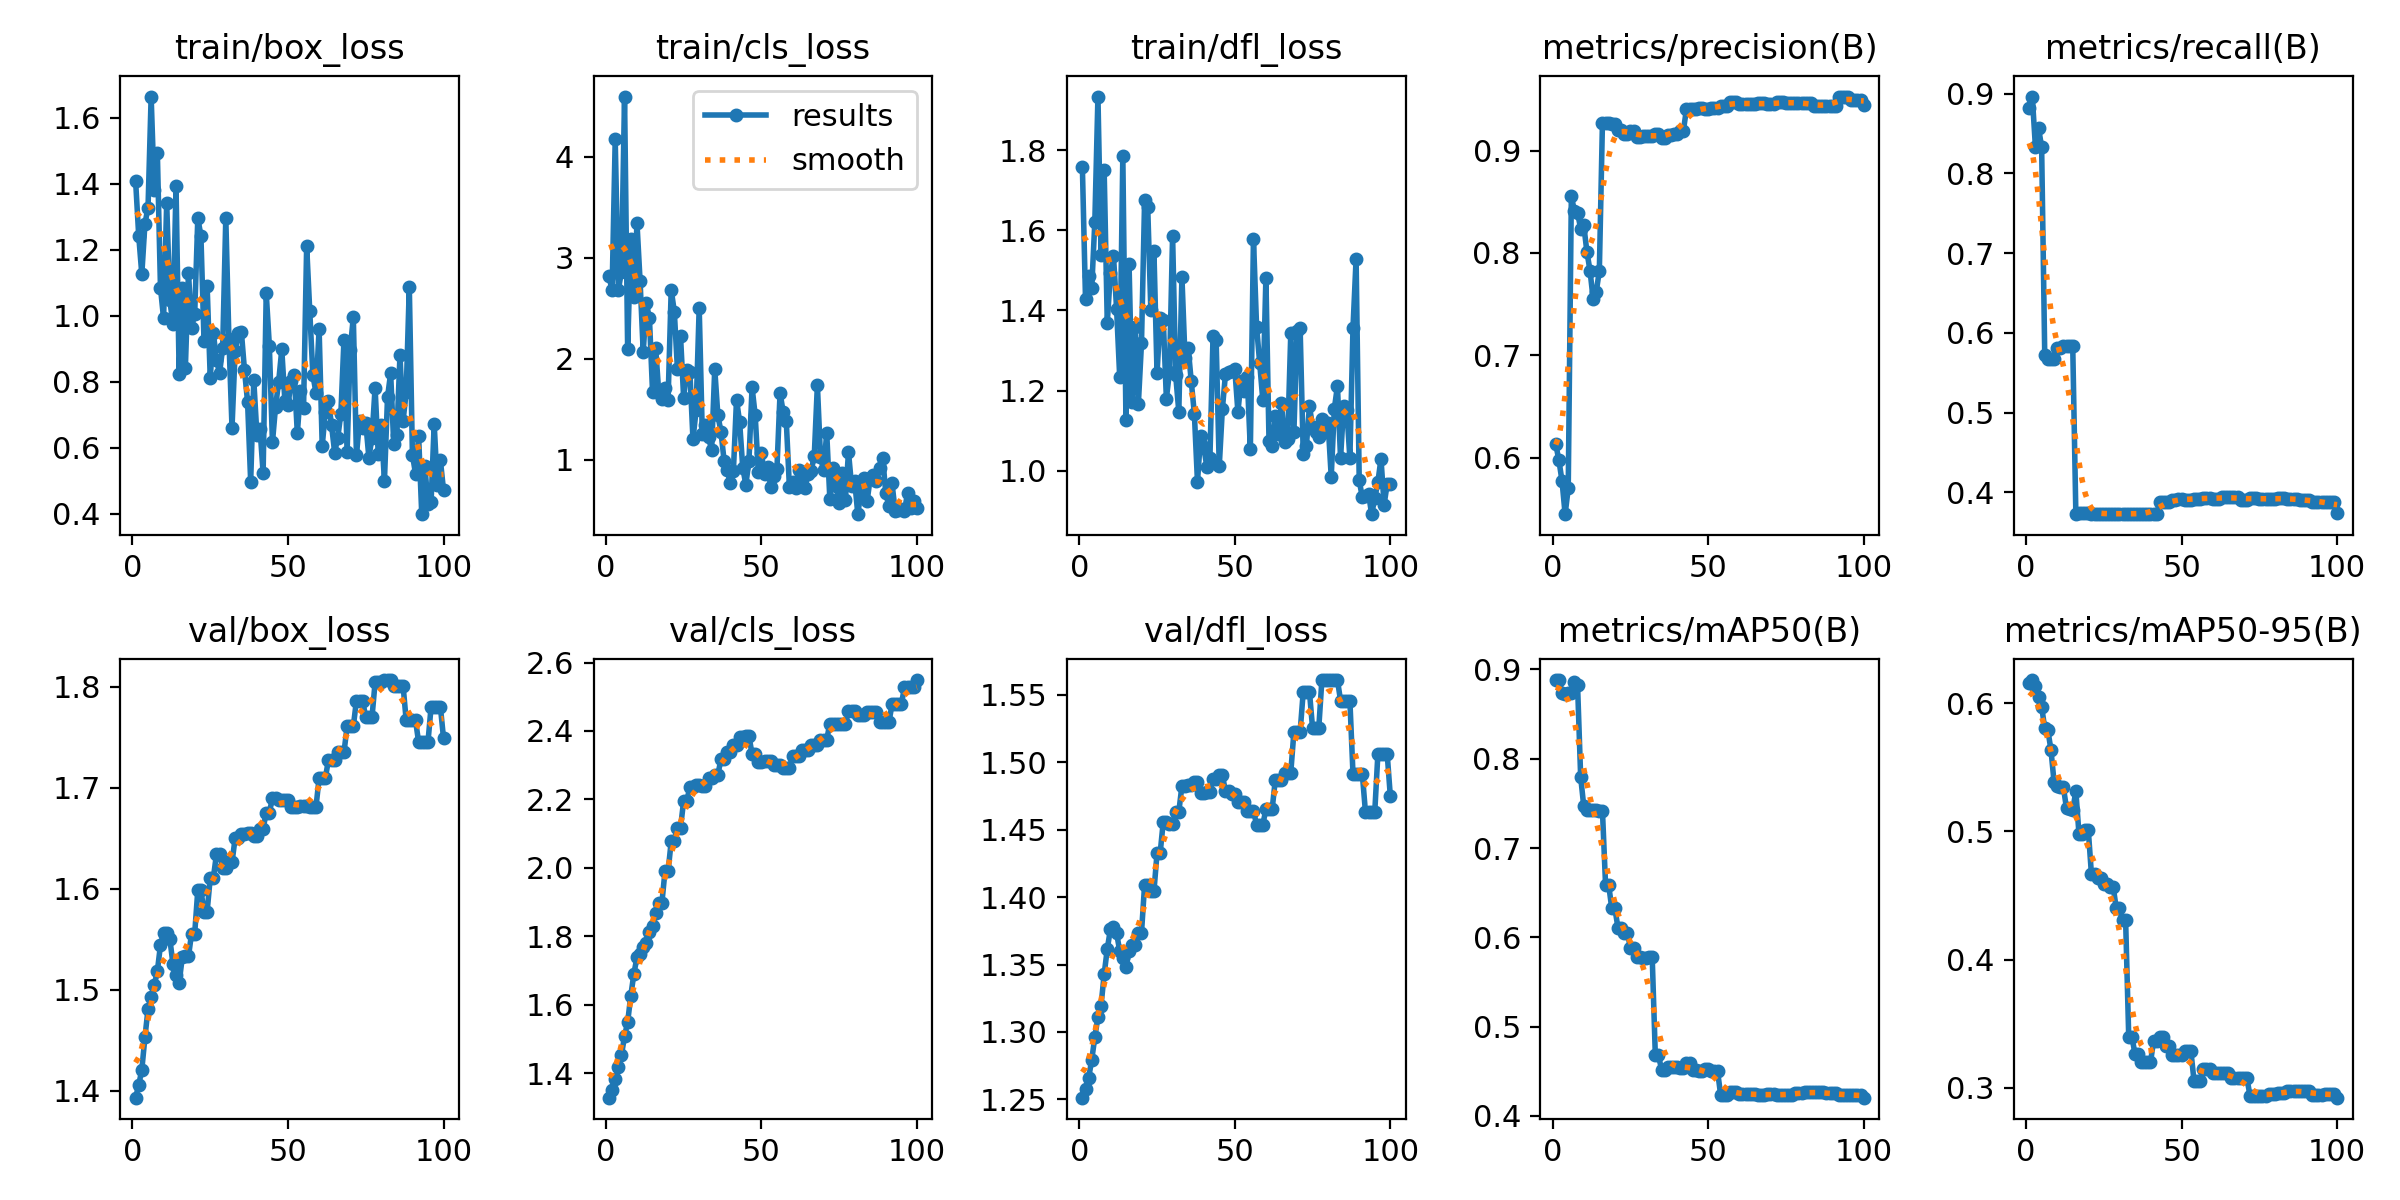 train/box_loss
1.6
1.4
1.2
1.0
0.8
0.6
0.4
0 50 100
train/cls_loss
results
smooth
4
3
2
1
0 50 100
train/dfl_loss
1.8
1.6
1.4
1.2
1.0
0 50 100
metrics/precision(B)
0.9
0.8
0.7
0.6
0 50 100
metrics/recall(B)
0.9
0.8
0.7
0.6
0.5
0.4
0 50 100
val/box_loss
1.8
1.7
1.6
1.5
1.4
0 50 100
val/cls_loss
2.6
2.4
2.2
2.0
1.8
1.6
1.4
0 50 100
val/dfl_loss
1.55
1.50
1.45
1.40
1.35
1.30
1.25
0 50 100
metrics/mAP50(B)
0.9
0.8
0.7
0.6
0.5
0.4
0 50 100
metrics/mAP50-95(B)
0.6
0.5
0.4
0.3
0 50 100